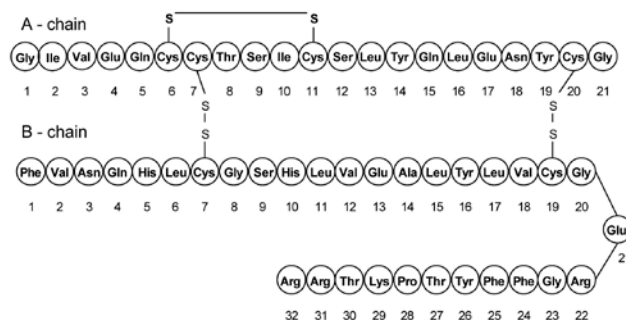 S S
A - chain
Gly Ile Val Glu Gln Cys Cys Thr Ser Ile Cys Ser Leu Tyr Gln Leu Glu Asn Tyr Cys Gly
1 2 3 4 5 6 7 8 9 10 11 12 13 14 15 16 17 18 19 20 21
S S
S S
B - chain
Phe Val Asn Gln His Leu Cys Gly Ser His Leu Val Glu Ala Leu Tyr Leu Val Cys Gly
1 2 3 4 5 6 7 8 9 10 11 12 13 14 15 16 17 18 19 20
Glu
2
Arg Arg Thr Lys Pro Thr Tyr Phe Phe Gly Arg
32 31 30 29 28 27 26 25 24 23 22